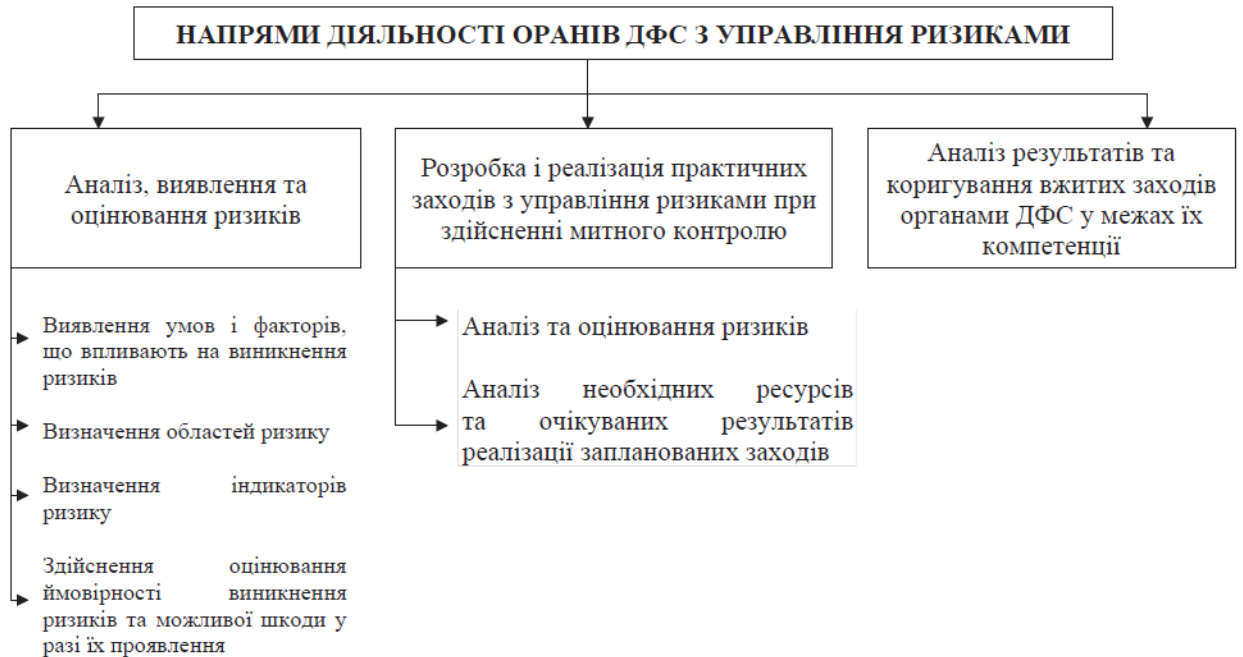 НАПРЯМИ ДІЯЛЬНОСТІ ОРАНІВ ДФС З УПРАВЛІННЯ РИЗИКАМИ
Аналіз, виявлення та
оцінювання ризиків
Виявлення умов і факторів,
що впливають на виникнення
ризиків
Визначення областей ризику
Визначення індикаторів
ризику
Здійснення оцінювання
ймовірності виникнення
ризиків та можливої шкоди у
разі їх проявлення
Розробка і реалізація практичних
заходів з управління ризиками при
здійсненні митного контролю
Аналіз та оцінювання ризиків
Аналіз необхідних ресурсів
та очікуваних результатів
реалізації запланованих заходів
Аналіз результатів та
коригування вжитих заходів
органами ДФС у межах їх
компетенції